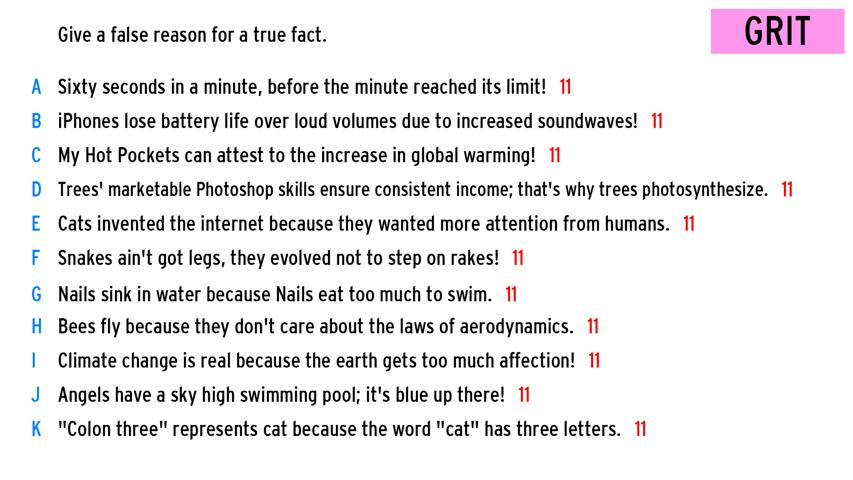 Give a false reason for a true fact.
GRIT
A Sixty seconds in a minute, before the minute reached its limit! 11
B iPhones lose battery life over loud volumes due to increased soundwaves! 11
C My Hot Pockets can attest to the increase in global warming! 11
D Trees' marketable Photoshop skills ensure consistent income; that's why trees photosynthesize. 11
E Cats invented the internet because they wanted more attention from humans. 11
F Snakes ain't got legs, they evolved not to step on rakes! 11
G Nails sink in water because Nails eat too much to swim. 11
H Bees fly because they don't care about the laws of aerodynamics. 11
I Climate change is real because the earth gets too much affection! 11
J Angels have a sky high swimming pool; it's blue up there! 11
K "Colon three" represents cat because the word "cat" has three letters. 11